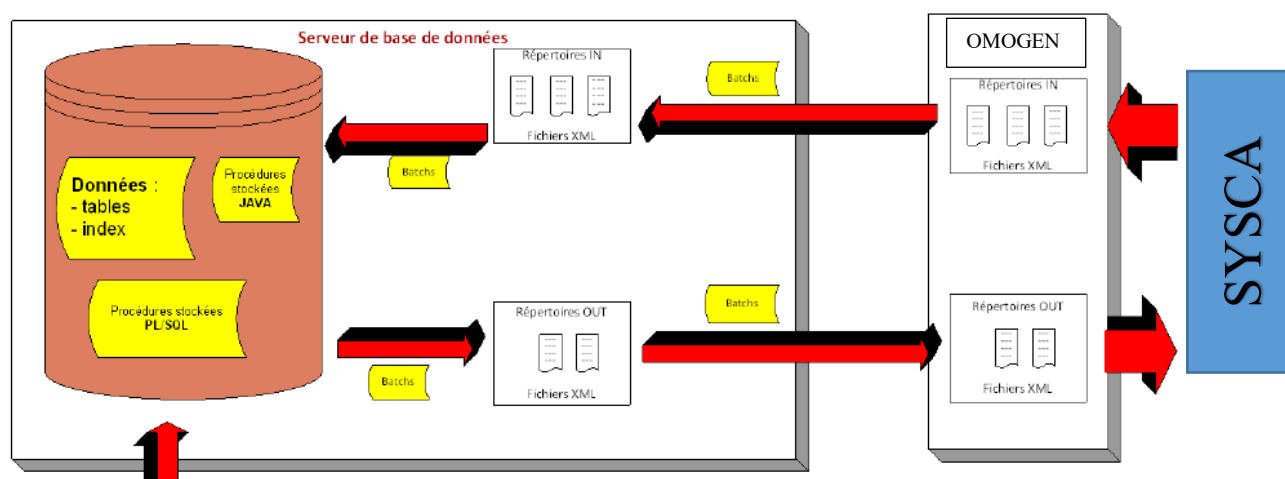 Serveur de base de données
Répertoires IN
Fichiers XML
Batchs
OMOGEN
Répertoires IN
Fichiers XML
SYSCA
Batchs
Données :
- tables
- index
Procédures
stockées
JAVA
Procédures stockées
PL/SQL
Répertoires OUT
Fichiers XML
Batchs
Batchs
Répertoires OUT
Fichiers XML